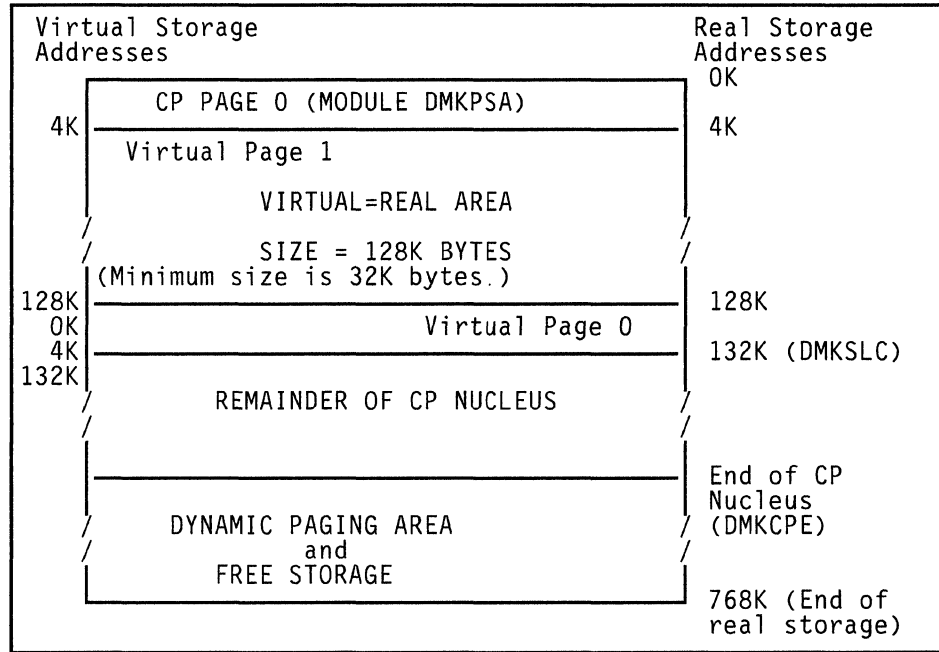 Virtual Storage Real Storage
Addresses Addresses
0K
CP PAGE 0 (MODULE DMKPSA)
4K 4K
Virtual Page 1
VIRTUAL=REAL AREA
/ /
/ SIZE = 128K BYTES /
(Minimum size is 32K bytes.)
128K 128K
0K Virtual Page 0
4K 132K (DMKSLC)
132K
/ REMAINDER OF CP NUCLEUS /
/ /
End of CP
Nucleus
/ DYNAMIC PAGING AREA / (DMKCPE)
/ and /
FREE STORAGE
768K (End of
real storage)